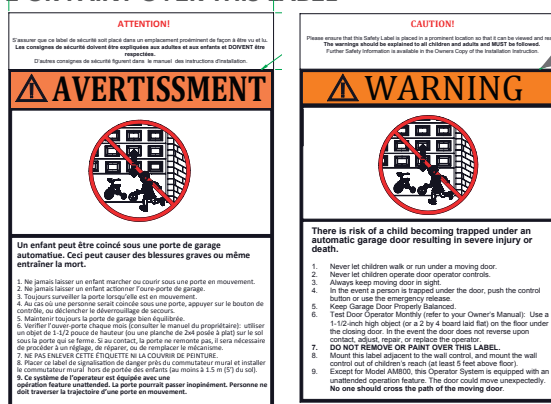 ATTENTION!
S'assurer que ce label de sécurité soit placé dans un emplacement proéminent de façon à être vu et lu.
Les consignes de sécurité doivent être expliquées aux adultes et aux enfants et DOIVENT être
respectées.
D'autres consignes de sécurité figurent dans le manuel des instructions d'installation.
AVERTISSMENT
Un enfant peut être coincé sous une porte de garage
automatiue. Ceci peut causer des blessures graves ou même
entraîner la mort.
1. Ne jamais laisser un enfant marcher ou courir sous une porte en mouvement.
2. Ne jamais laisser un enfant actionner l'oure-porte de garage.
3. Toujours surveiller la porte lorsqu'elle est en mouvement.
4. Au cas où une personne serait coincée sous une porte, appuyer sur le bouton de
contrôle, ou déclencher le déverrouillage de secours.
5. Maintenir toujours la porte de garage bien équilibrée.
6. Verifier l'ouver-porte chaque mois (consulter le manuel du propriétaire): utiliser
un objet de 1-1/2 pouce de hauteur (ou une planche de 2x4 posée à plat) sur le sol
sous la porte qui se ferme. Si au contact, la porte ne remonte pas, il sera nécessaire
de procéder à un réglage, de réparer, ou de remplacer le mécanisme.
7. NE PAS ENLEVER CETTE ÉTIQUETTE NI LA COUVRIR DE PEINTURE.
8. Placer ce label de signalisation de danger près du commutateur mural et installer
le commutateur mural hors de portée des enfants (au moins à 1.5 m (5') du sol).
9. Ce système de l'operateur est équipée avec une
opération feature unattended. La porte pourrait passer inopinément. Personne ne
doit traverser la trajectoire d'une porte en mouvement.
CAUTION!
Please ensure that this Safety Label is placed in a prominent location so that it can be viewed and
The warnings should be explained to all children and adults and MUST be followed.
Further Safety Information is available in the Owners Copy of the Installation Instruction.
WARNING
There is risk of a child becoming trapped under an
automatic garage door resulting in severe injury or
death.
1. Never let children walk or run under a moving door.
2. Never let children operate door operator controls.
3. Always keep moving door in sight.
4. In the event a person is trapped under the door, push the control
button or use the emergency release.
5. Keep Garage Door Properly Balanced.
6. Test Door Operator Monthly (refer to your Owner's Manual): Use a
1-1/2-inch high object (or a 2 by 4 board laid flat) on the floor under
the closing door. In the event the door does not reverse upon
contact, adjust, repair, or replace the operator.
7. DO NOT REMOVE OR PAINT OVER THIS LABEL.
8. Mount this label adjacent to the wall control, and mount the wall
control out of children's reach (at least 5 feet above floor).
9. Except for Model AM800, this Operator System is equipped with an
unattended operation feature. The door could move unexpectedly.
No one should cross the path of the moving door.